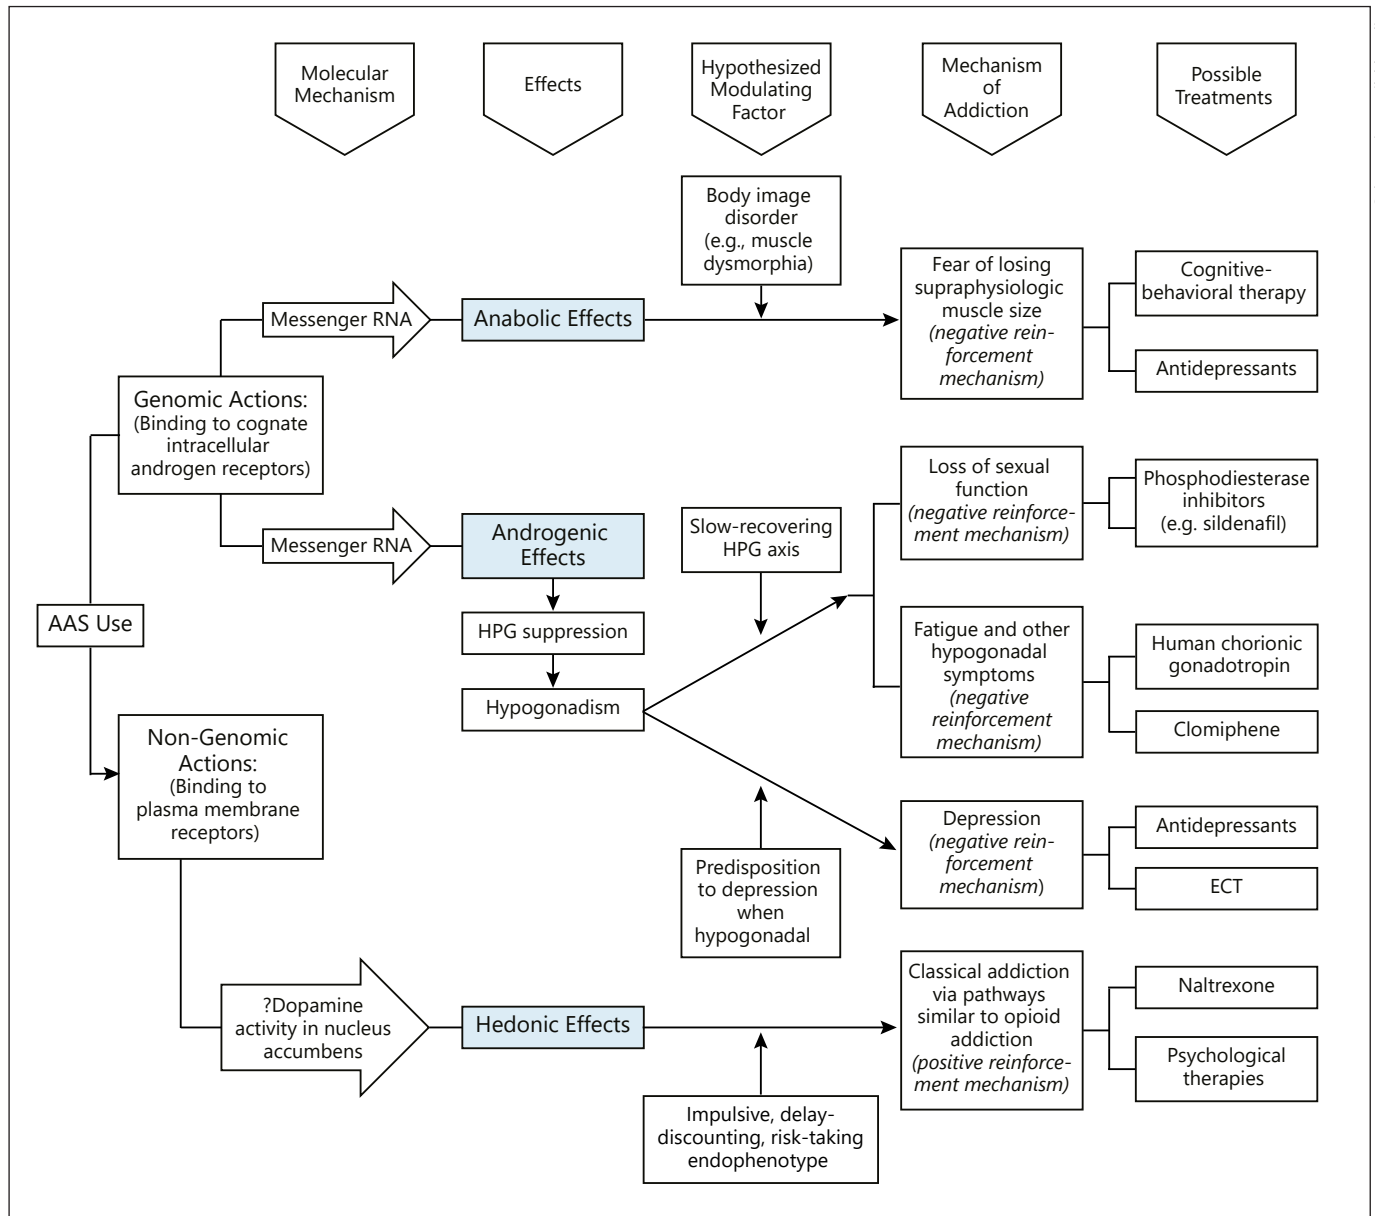 Molecular
Mechanism
Effects
Hypothesized
Modulating
Factor
Mechanism
of
Addiction
Possible
Treatments
Body image
disorder
(e.g., muscle
dysmorphia)
Messenger RNA
Anabolic Effects
Fear of losing
supraphysiologic
muscle size
(negative rein-
forcement
mechanism)
Cognitive-
behavioral therapy
Antidepressants
Genomic Actions:
(Binding to cognate
intracellular
androgen receptors)
Messenger RNA
Androgenic
Effects
HPG suppression
Hypogonadism
Slow-recovering
HPG axis
Loss of sexual
function
(negative reinforce-
ment mechanism)
Phosphodiesterase
inhibitors
(e.g. sildenafil)
AAS Use
Fatigue and other
hypogonadal
symptoms
(negative
reinforcement
mechanism)
Human chorionic
gonadotropin
Clomiphene
Non-Genomic
Actions:
(Binding to
plasma membrane
receptors)
Predisposition
to depression
when
hypogonadal
Depression
(negative rein-
forcement
mechanism)
Antidepressants
ECT
?Dopamine
activity in nucleus
accumbens
Hedonic Effects
Impulsive, delay-
discounting, risk-taking
endophenotype
Classical addiction
via pathways
similar to opioid
addiction
(positive reinforce-
ment mechanism)
Naltrexone
Psychological
therapies